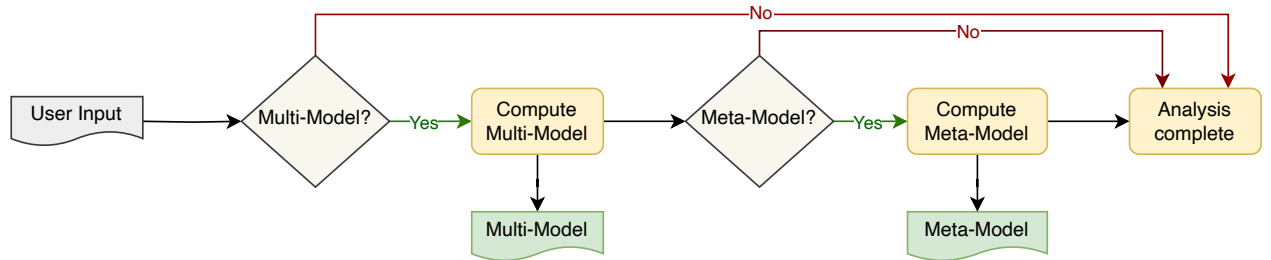 No
No
User Input
Multi-Model?
Yes
Compute
Multi-Model
Meta-Model?
Yes
Compute
Meta-Model
Analysis
complete
Multi-Model
Meta-Model